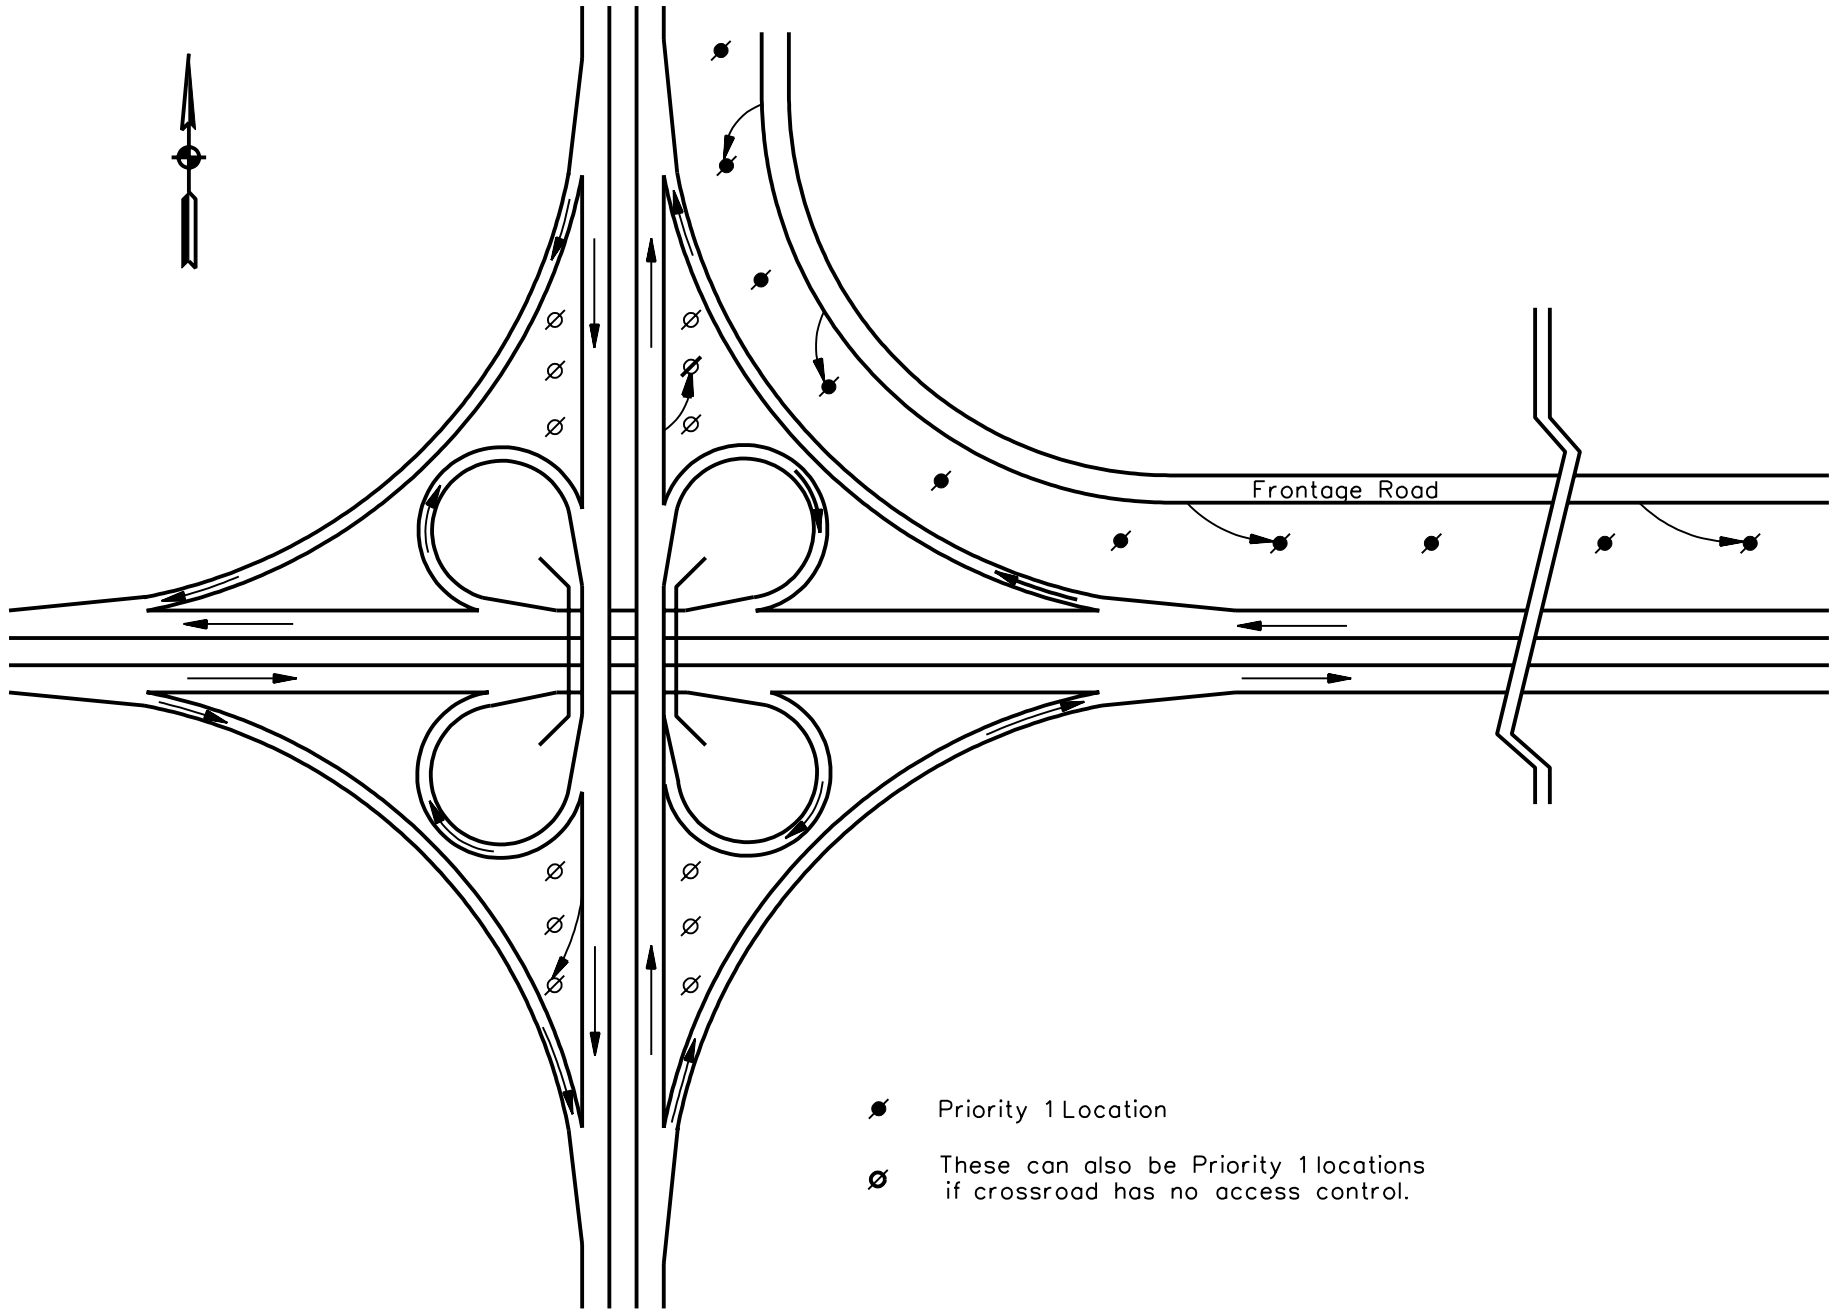 Frontage Road
Priority 1 Location
These can also be Priority 1 locations
if crossroad has no access control.